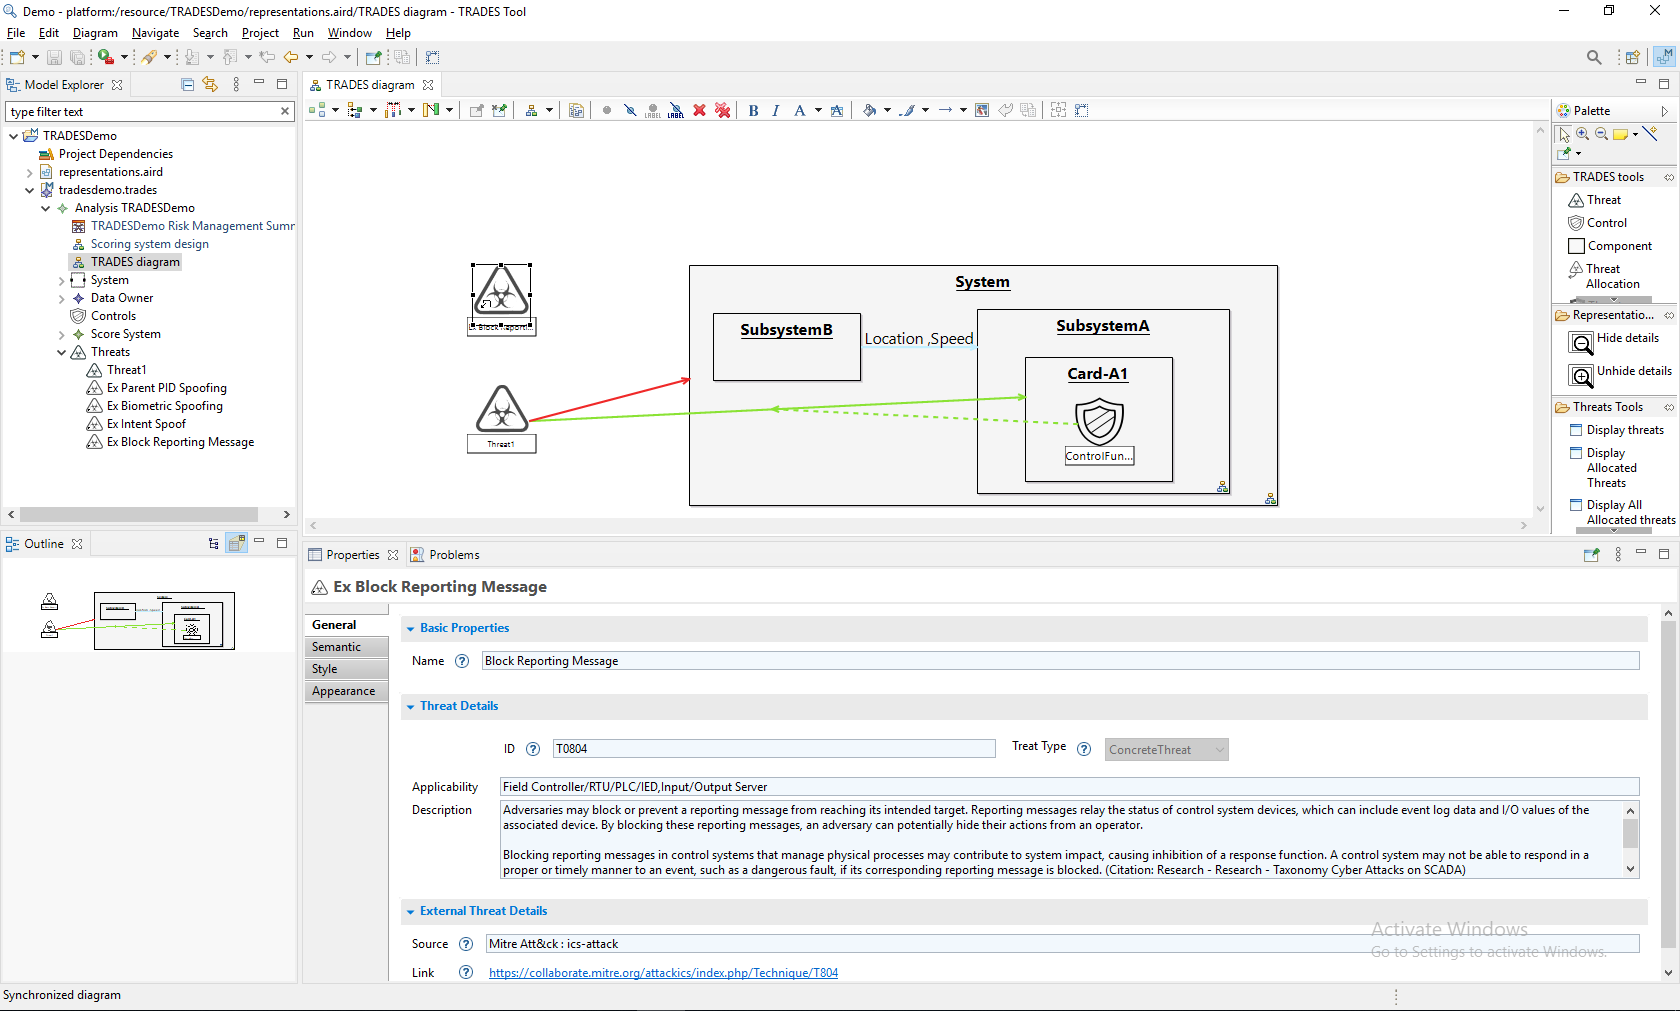 Demo - platform:/resource/TRADESDemo/representations.aird/TRADES diagram - TRADES Tool
File Edit Diagram Navigate Search Project Run Window Help
Model Explorer
type filter text
TRADESDemo
Project Dependencies
representations.aird
tradesdemo.trades
Analysis TRADESDemo
TRADESDemo Risk Management Summ
Scoring system design
TRADES diagram
System
Data Owner
Controls
Score System
Threats
Threat1
Ex Parent PID Spoofing
Ex Biometric Spoofing
Ex Intent Spoof
Ex Block Reporting Message
Outline
TRADES diagram
LABEL LABEL B I A A
Ex Block Reporti...
Threat1
System
SubsystemB
Location ,Speed
SubsystemA
Card-A1
ControlFun...
Palette
TRADES tools
Threat
Control
Component
Threat
Allocation
Representatio...
Hide details
Unhide details
Threats Tools
Display threats
Display
Allocated
Threats
Display All
Allocated threats
Properties Problems
Ex Block Reporting Message
General
Semantic
Style
Appearance
Basic Properties
Name ? Block Reporting Message
Threat Details
ID ? T0804 Treat Type ? ConcreteThreat
Applicability Field Controller/RTU/PLC/IED,Input/Output Server
Description Adversaries may block or prevent a reporting message from reaching its intended target. Reporting messages relay the status of control system devices, which can include event log data and I/O values of the
associated device. By blocking these reporting messages, an adversary can potentially hide their actions from an operator.
Blocking reporting messages in control systems that manage physical processes may contribute to system impact, causing inhibition of a response function. A control system may not be able to respond in a
proper or timely manner to an event, such as a dangerous fault, if its corresponding reporting message is blocked. (Citation: Research - Research - Taxonomy Cyber Attacks on SCADA)
External Threat Details
Source ? Mitre Att&ck : ics-attack
Link ? https://collaborate.mitre.org/attackics/index.php/Technique/T804
Activate Windows
Go to Settings to activate Windows.
Synchronized diagram